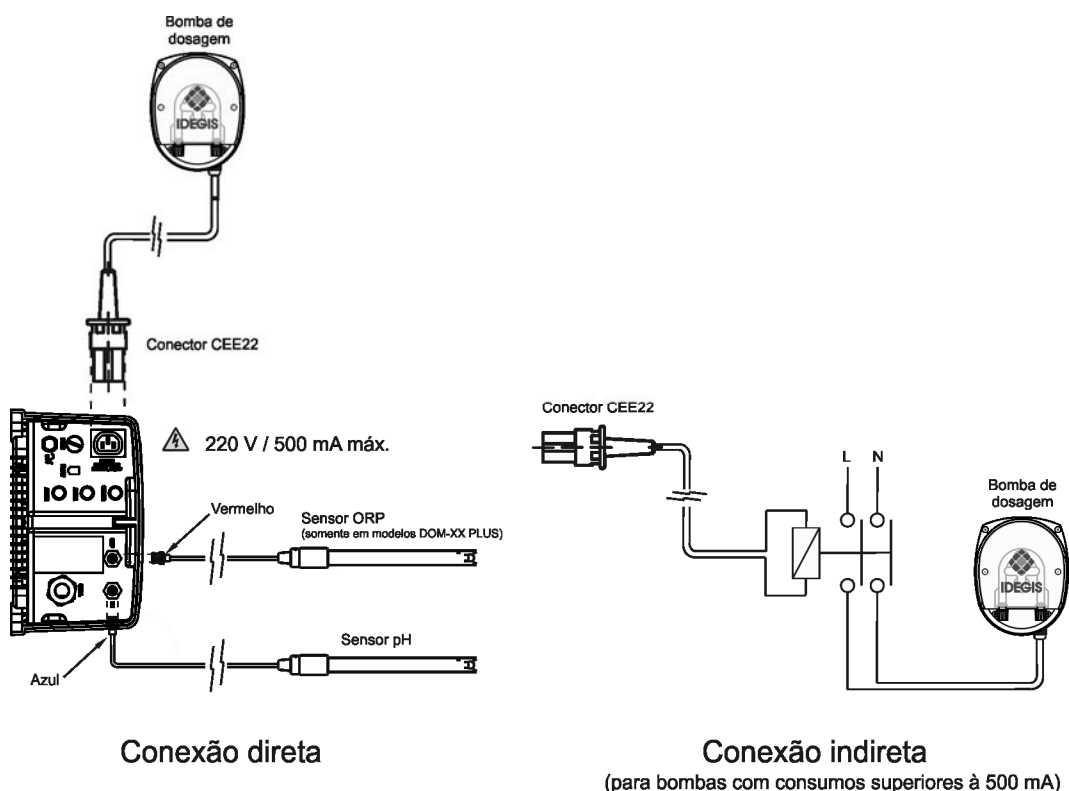 Bomba de
dosagem
IDEGIS
Conector CEE22
220 V / 500 mA máx.
Vermelho
Sensor ORP
(somente em modelos DOM-XX PLUS)
Sensor pH
Azul
Conexão direta
Conector CEE22
L N
Bomba de
dosagem
IDEGIS
Conexão indireta
(para bombas com consumos superiores à 500 mA)